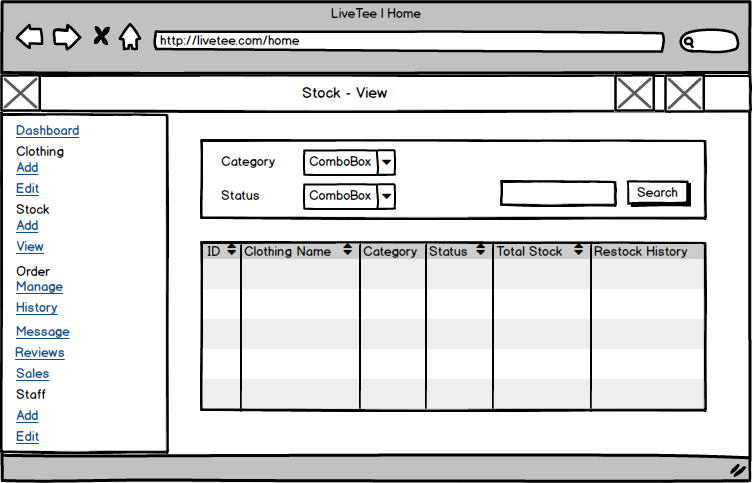 LiveTee | Home
http://livetee.com/home
Stock - View
Dashboard
Clothing
Add
Edit
Stock
Add
View
Order
Manage
History
Message
Reviews
Sales
Staff
Add
Edit
Category ComboBox
Status ComboBox Search
ID Clothing Name Category Status Total Stock Restock History